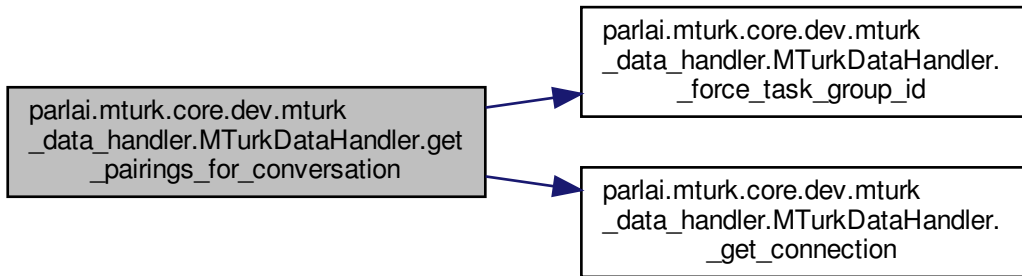 parlai.mturk.core.dev.mturk
_data_handler.MTurkDataHandler.get
_pairings_for_conversation
parlai.mturk.core.dev.mturk
_data_handler.MTurkDataHandler.
_force_task_group_id
parlai.mturk.core.dev.mturk
_data_handler.MTurkDataHandler.
_get_connection